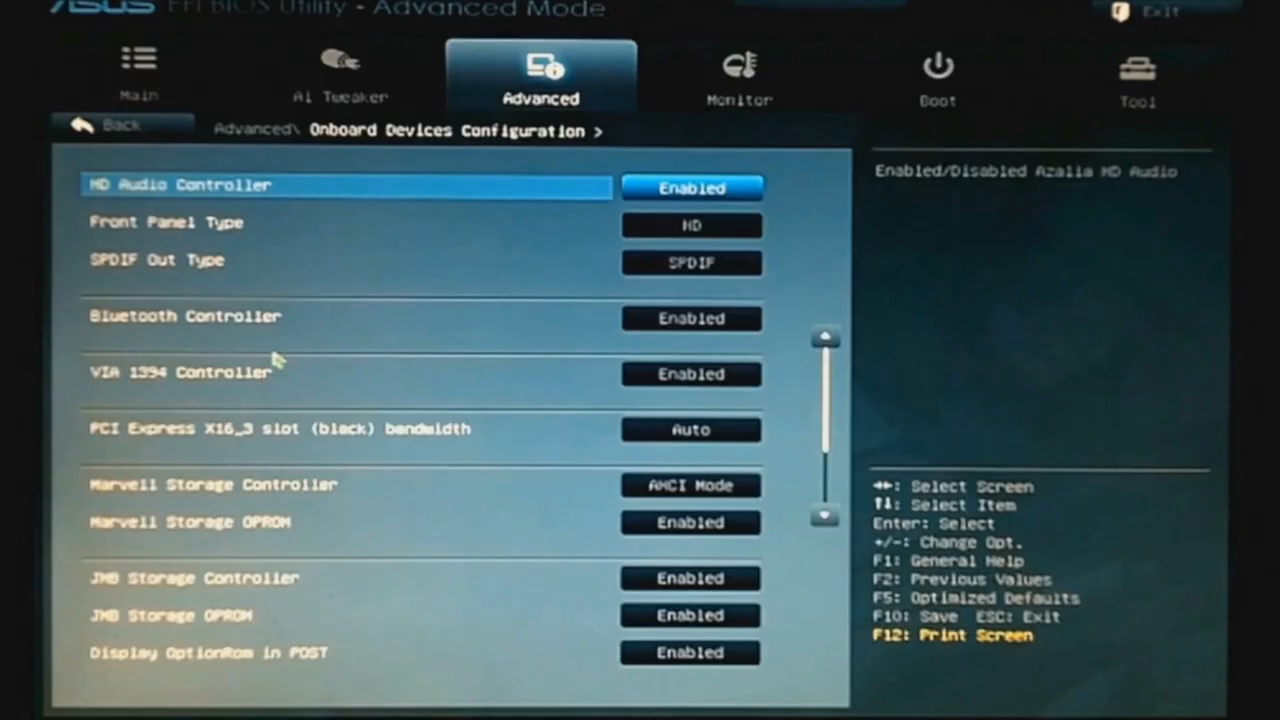 ASUS EFI BIOS Utility - Advanced Mode
Exit
Main
Ai Tweaker
Advanced
Monitor
Boot
Tool
Back
Advanced\ Onboard Devices Configuration >
HD Audio Controller Enabled
Front Panel Type HD
SPDIF Out Type SPDIF
Bluetooth Controller Enabled
VIA 1394 Controller Enabled
PCI Express X16_3 slot (black) bandwidth Auto
Marvell Storage Controller AHCI Mode
Marvell Storage OPROM Enabled
JMB Storage Controller Enabled
JMB Storage OPROM Enabled
Display OptionRom in POST Enabled
Enabled/Disabled Azalia HD Audio
→←: Select Screen
↑↓: Select Item
Enter: Select
+/-: Change Opt.
F1: General Help
F2: Previous Values
F5: Optimized Defaults
F10: Save ESC: Exit
F12: Print Screen